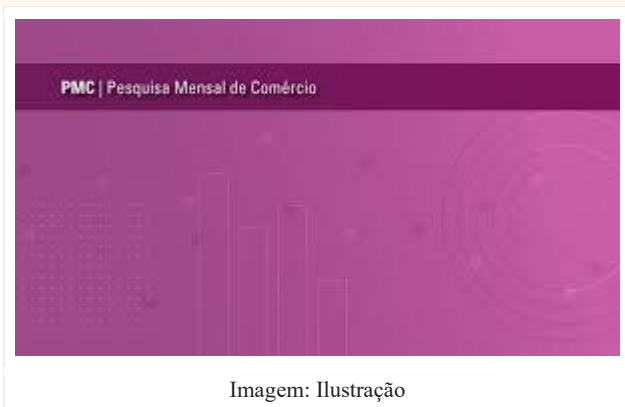 PMC | Pesquisa Mensal de Comércio
Imagem: Ilustração